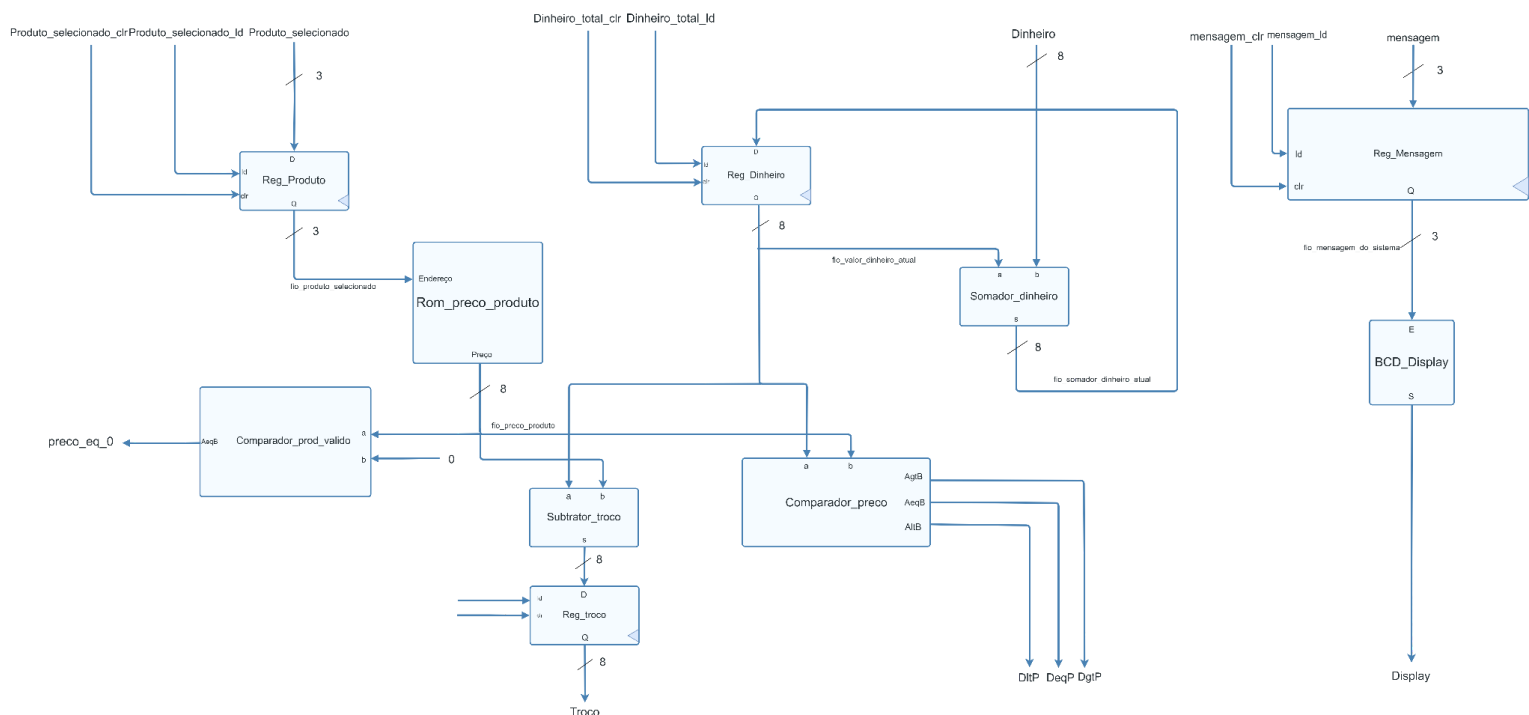 Dinheiro_total_clr Dinheiro_total_ld
Produto_selecionado_clr Produto_selecionado_ld Produto_selecionado
Dinheiro
mensagem_clr mensagem_ld mensagem
3
8
3
D
ld
Reg_Produto
clr
Q
3
D
ld
Reg_Dinheiro
clr
Q
8
ld
Reg_Mensagem
clr
Q
3
fio_mensagem_do_sistema
fio_valor_dinheiro_atual
a b
Somador_dinheiro
s
8
fio_somador_dinheiro_atual
fio_produto_selecionado
Endereço
Rom_preco_produto
Preço
8
E
BCD_Display
S
fio_preco_produto
preco_eq_0
AeqB
Comparador_prod_valido
a
b
0
a b
Comparador_preco
AgtB
AeqB
AltB
a b
Subtrator_troco
s
8
D
ld
Reg_troco
Q
8
Troco
DltP DeqP DgtP
Display